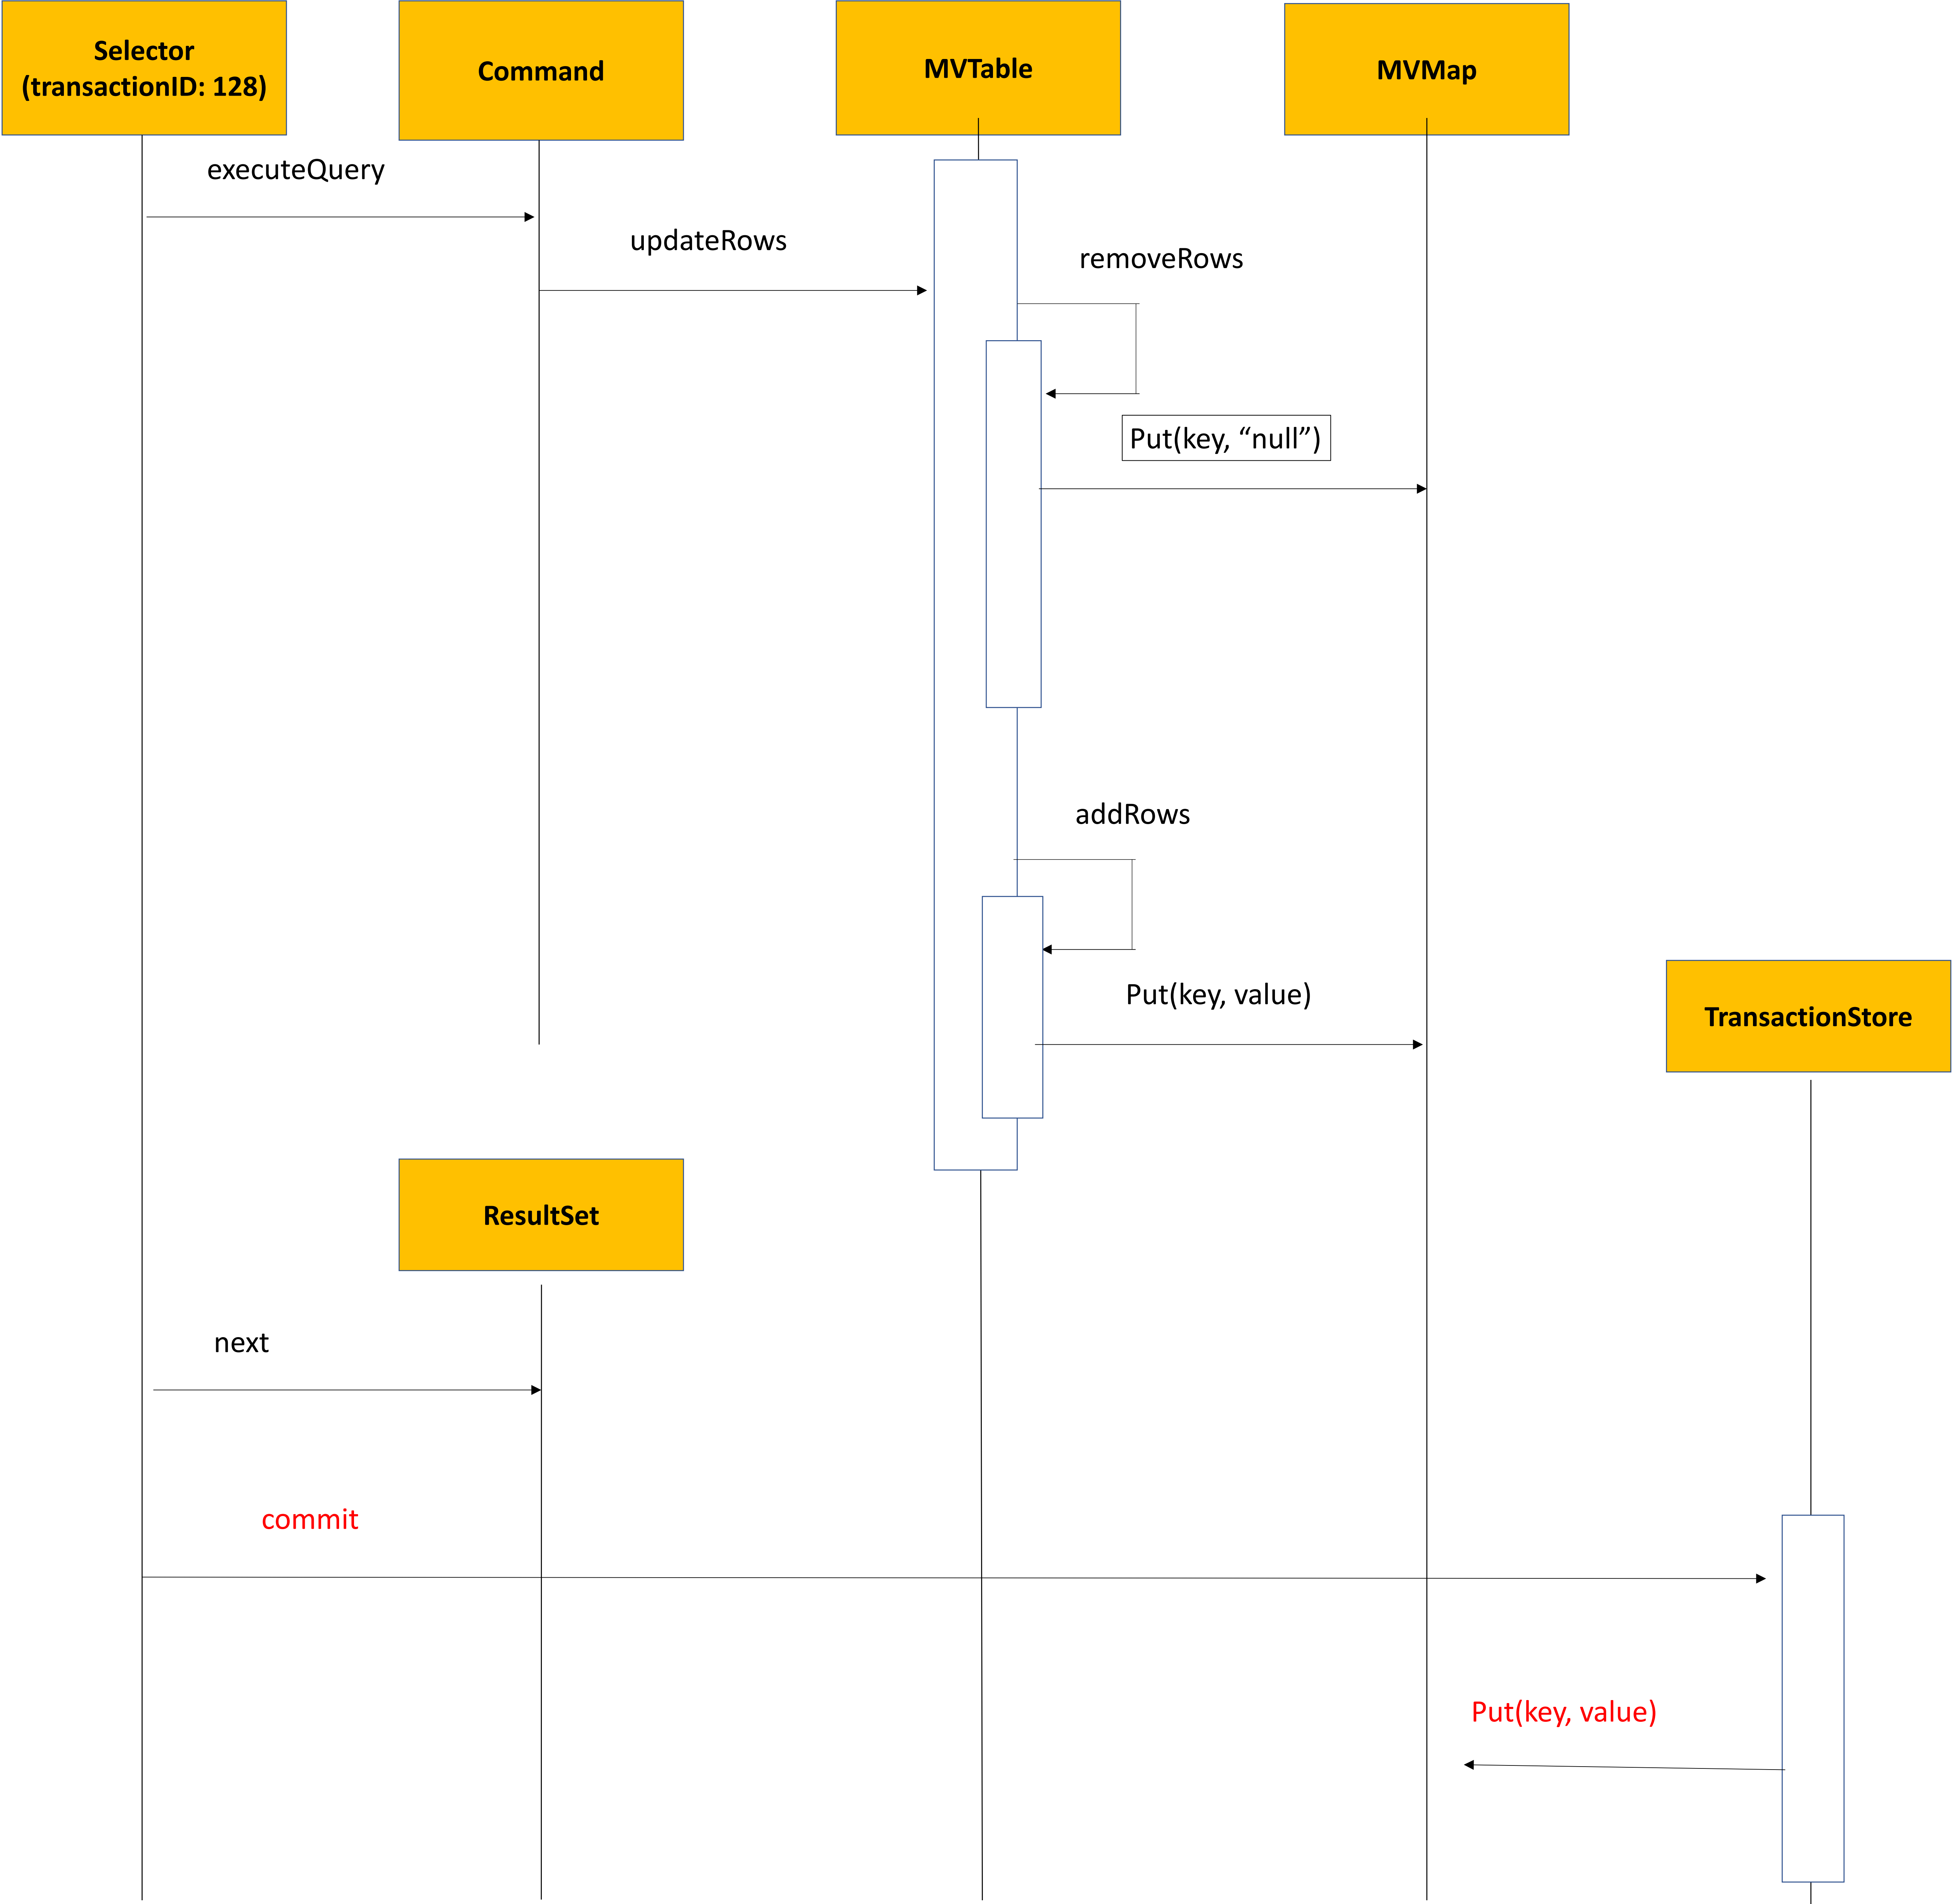 Selector
(transactionID: 128)
Command
MVTable
MVMap
executeQuery
updateRows
removeRows
Put(key, “null”)
addRows
Put(key, value)
TransactionStore
ResultSet
next
commit
Put(key, value)